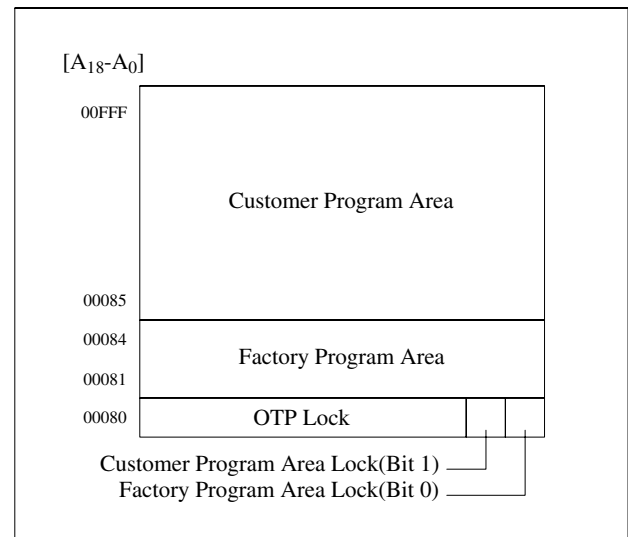 [A18-A0]
00FFF
Customer Program Area
00085
00084
Factory Program Area
00081
00080
OTP Lock
Customer Program Area Lock(Bit 1)
Factory Program Area Lock(Bit 0)